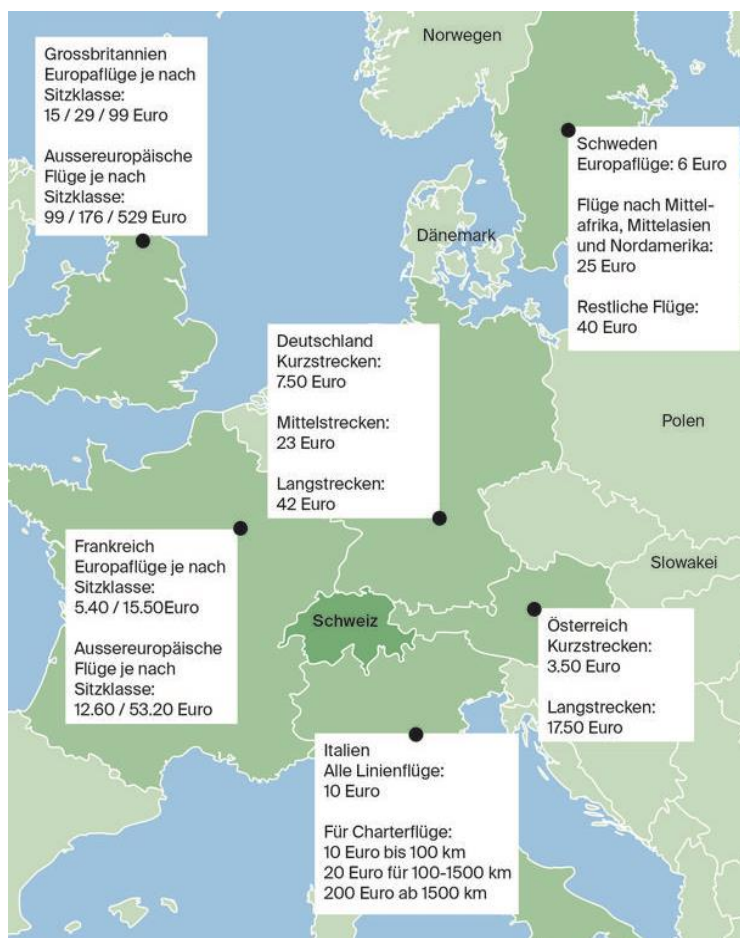 Norwegen
Grossbritannien
Europaflüge je nach
Sitzklasse:
15 / 29 / 99 Euro
Aussereuropäische
Flüge je nach
Sitzklasse:
99 / 176 / 529 Euro
Schweden
Europaflüge: 6 Euro
Flüge nach Mittel-
afrika, Mittelasien
und Nordamerika:
25 Euro
Restliche Flüge:
40 Euro
Dänemark
Deutschland
Kurzstrecken:
7.50 Euro
Mittelstrecken:
23 Euro
Langstrecken:
42 Euro
Polen
Frankreich
Europaflüge je nach
Sitzklasse:
5.40 / 15.50Euro
Aussereuropäische
Flüge je nach
Sitzklasse:
12.60 / 53.20 Euro
Slowakei
Schweiz
Österreich
Kurzstrecken:
3.50 Euro
Langstrecken:
17.50 Euro
Italien
Alle Linienflüge:
10 Euro
Für Charterflüge:
10 Euro bis 100 km
20 Euro für 100-1500 km
200 Euro ab 1500 km